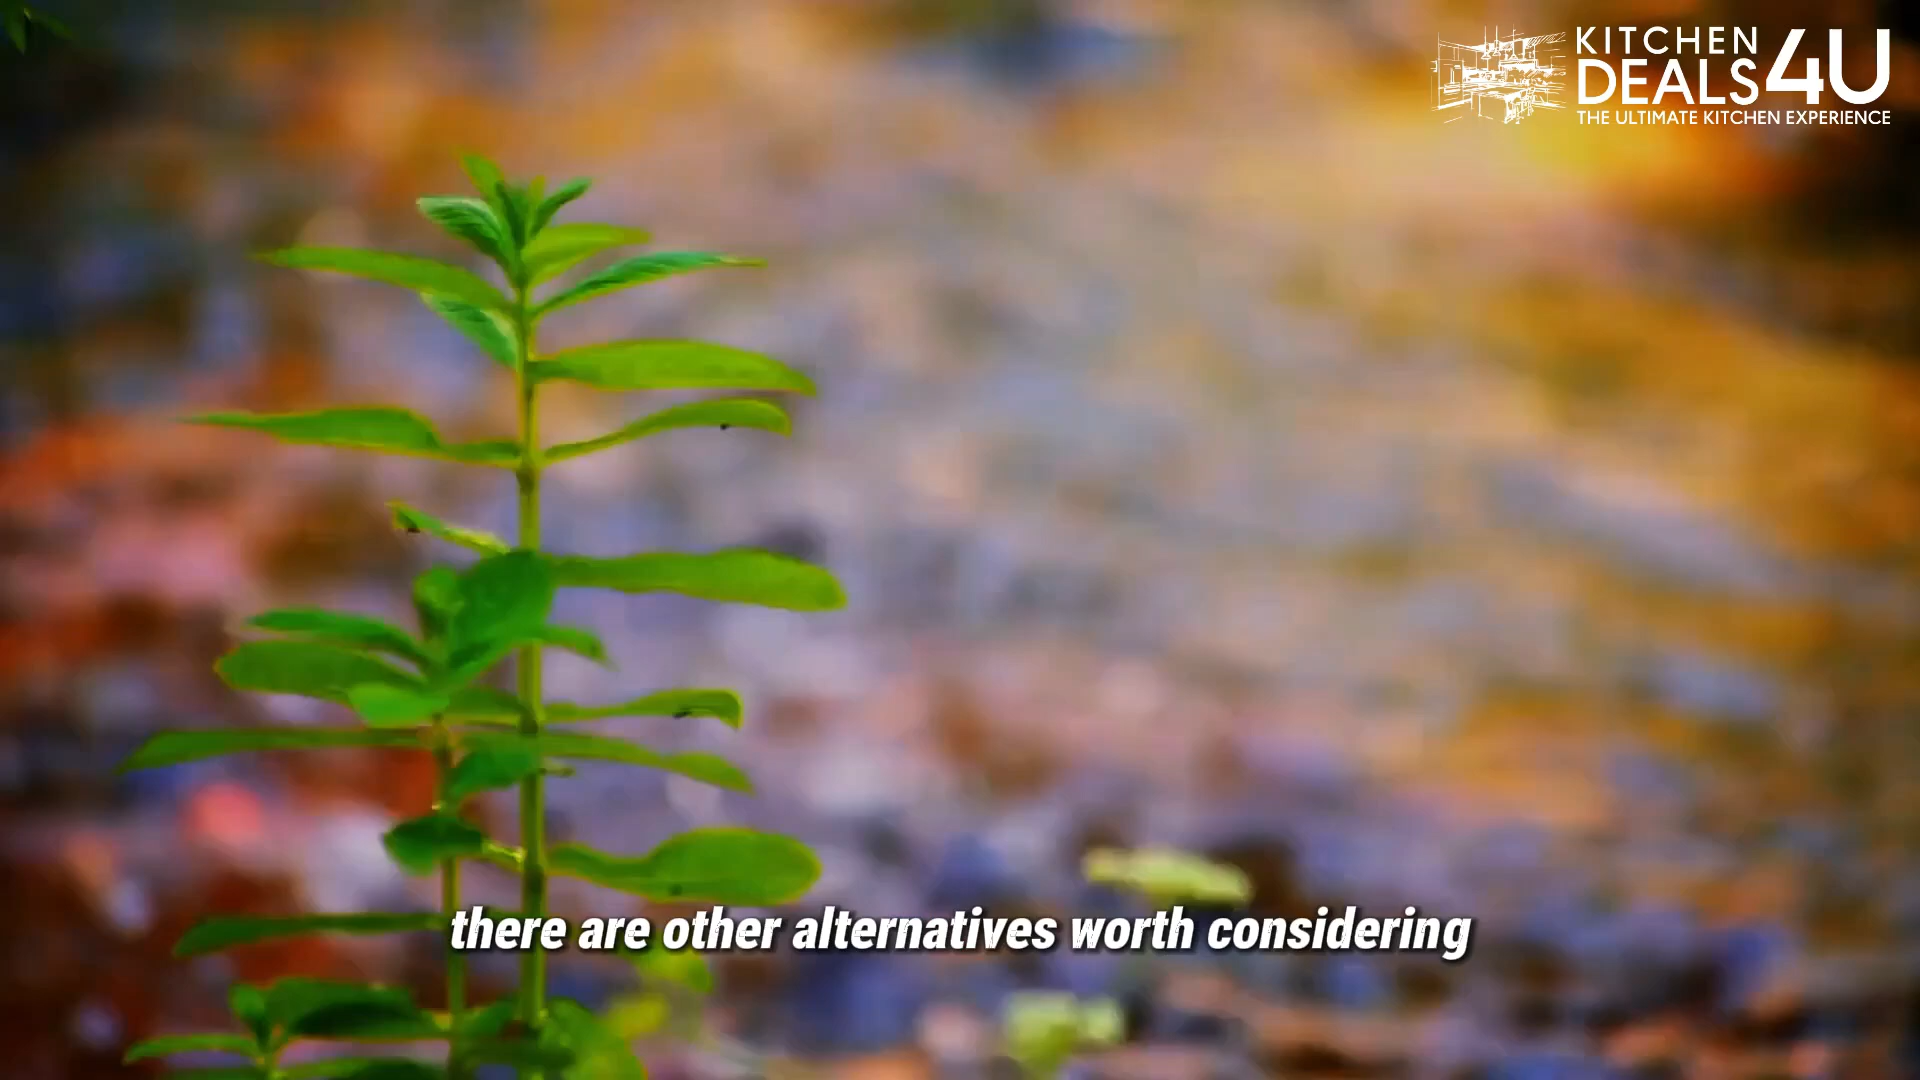 KITCHEN
DEALS4U
THE ULTIMATE KITCHEN EXPERIENCE
there are other alternatives worth considering